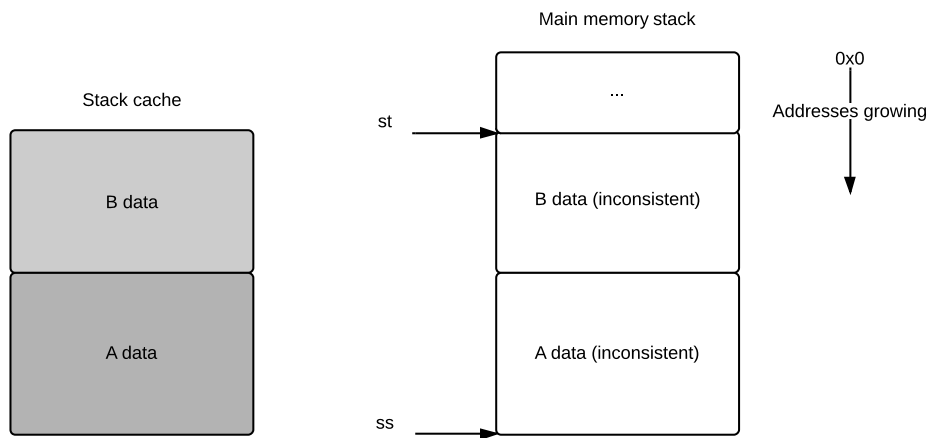 Main memory stack
0x0
...
Stack cache
Addresses growing
st
B data
B data (inconsistent)
A data
A data (inconsistent)
ss